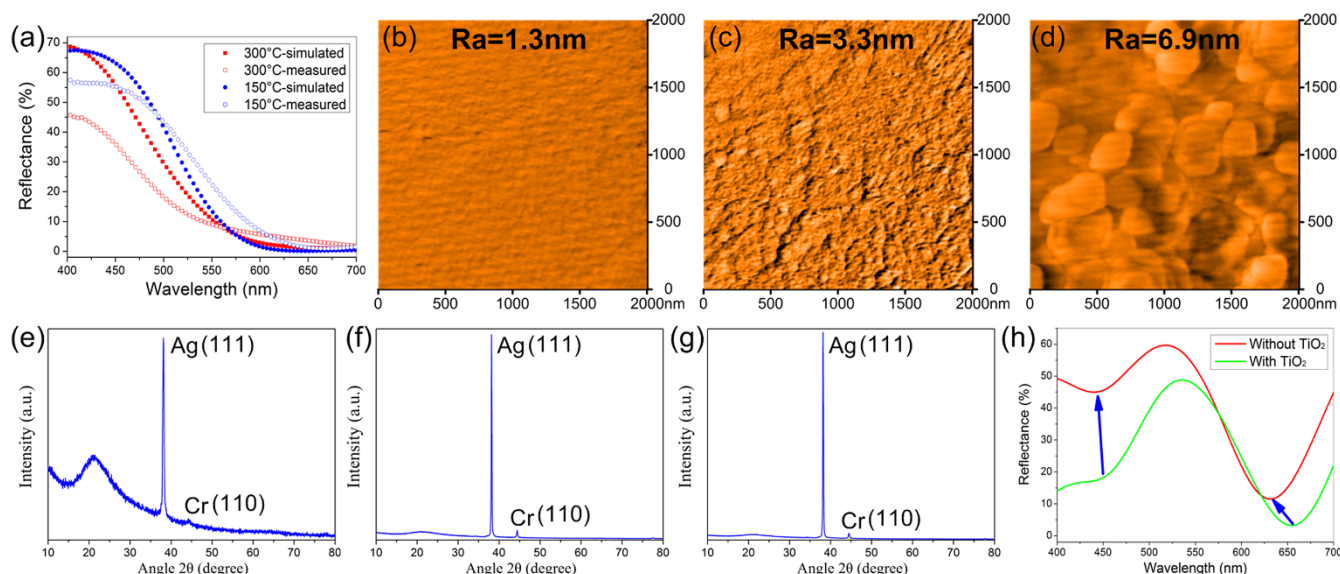 (a)
70
60
50
40
30
20
10
0
Reflectance (%)
300°C-simulated
300°C-measured
150°C-simulated
150°C-measured
400 450 500 550 600 650 700
Wavelength (nm)
(b)
Ra=1.3nm
2000
1500
1000
500
0
0 500 1000 1500 2000nm
(c)
Ra=3.3nm
2000
1500
1000
500
0
0 500 1000 1500 2000nm
(d)
Ra=6.9nm
2000
1500
1000
500
0
0 500 1000 1500 2000nm
(e)
Ag(111)
Cr(110)
Intensity (a.u.)
10 20 30 40 50 60 70 80
Angle 2θ (degree)
(f)
Ag(111)
Cr(110)
Intensity (a.u.)
10 20 30 40 50 60 70 80
Angle 2θ (degree)
(g)
Ag(111)
Cr(110)
Intensity (a.u.)
10 20 30 40 50 60 70 80
Angle 2θ (degree)
(h)
60
50
40
30
20
10
0
Reflectance (%)
Without TiO₂
With TiO₂
400 450 500 550 600 650 700
Wavelength (nm)